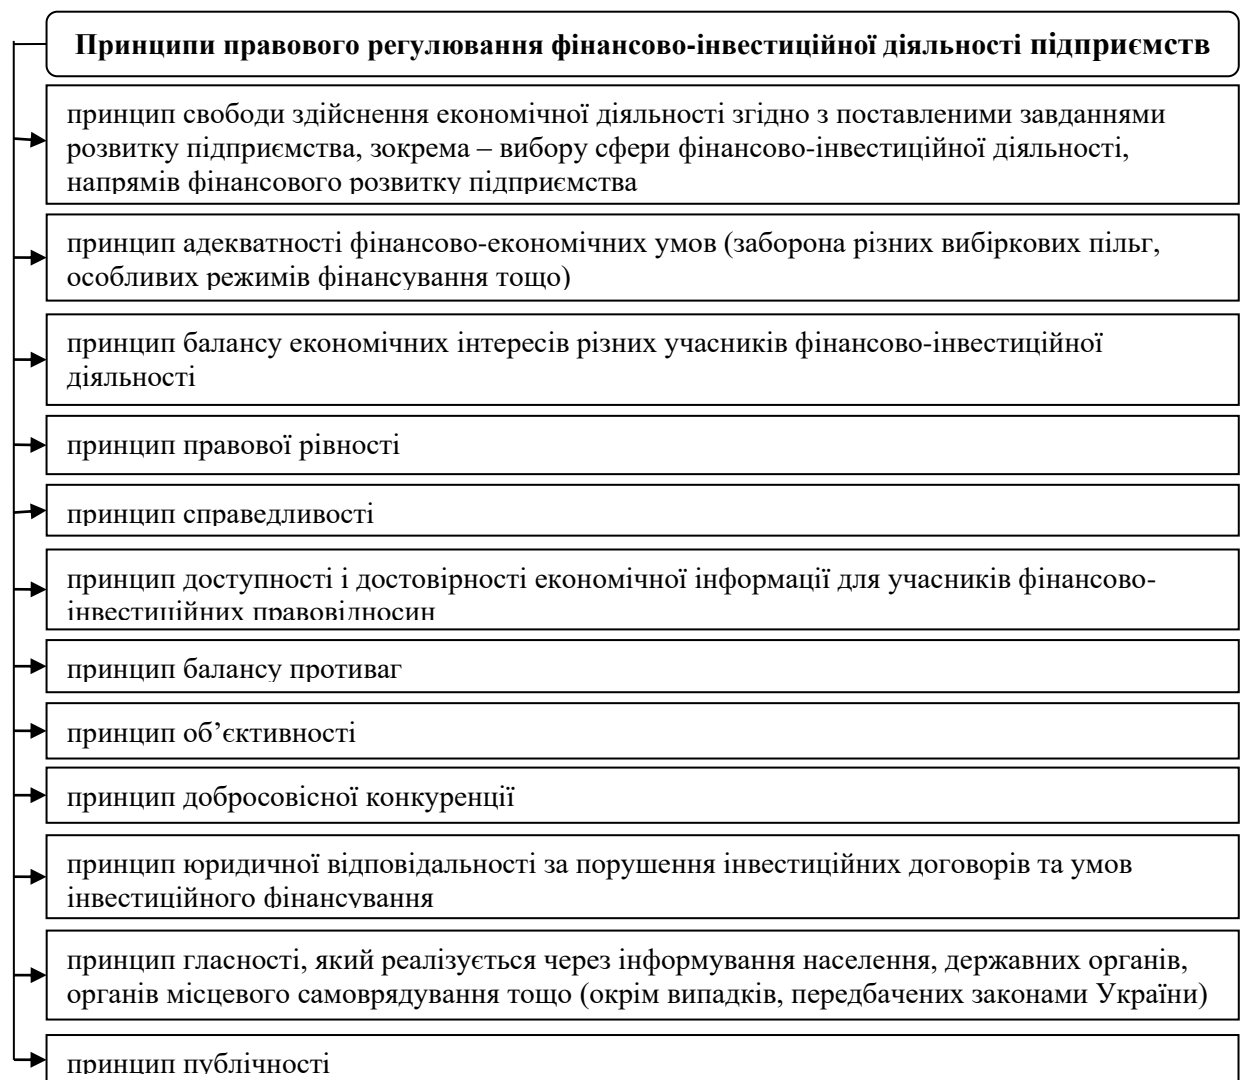 Принципи правового регулювання фінансово-інвестиційної діяльності підприємств
принцип свободи здійснення економічної діяльності згідно з поставленими завданнями
розвитку підприємства, зокрема – вибору сфери фінансово-інвестиційної діяльності,
напрямів фінансового розвитку підприємства
принцип адекватності фінансово-економічних умов (заборона різних вибіркових пільг,
особливих режимів фінансування тощо)
принцип балансу економічних інтересів різних учасників фінансово-інвестиційної
діяльності
принцип правової рівності
принцип справедливості
принцип доступності і достовірності економічної інформації для учасників фінансово-
інвестиційних правовідносин
принцип балансу противаг
принцип об’єктивності
принцип добросовісної конкуренції
принцип юридичної відповідальності за порушення інвестиційних договорів та умов
інвестиційного фінансування
принцип гласності, який реалізується через інформування населення, державних органів,
органів місцевого самоврядування тощо (окрім випадків, передбачених законами України)
принцип публічності